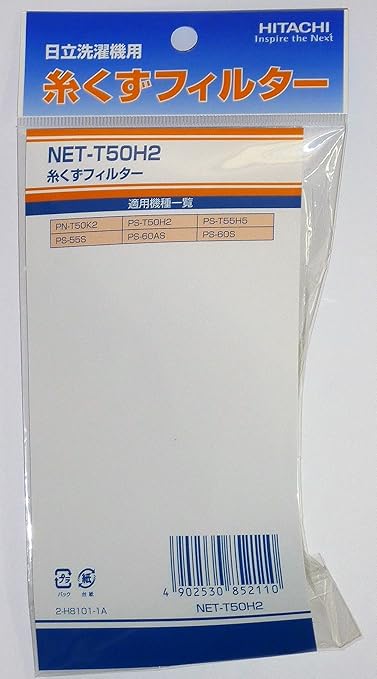 HITACHI
Inspire the Next
日立洗濯機用
糸くずフィルター
NET-T50H2
糸くずフィルター
適用機種一覧
PN-T50K2 PS-T50H2 PS-T55H5
PS-55S PS-60AS PS-60S
プラ 紙
パック 台紙
2-H8101-1A
4 902530 852110
NET-T50H2